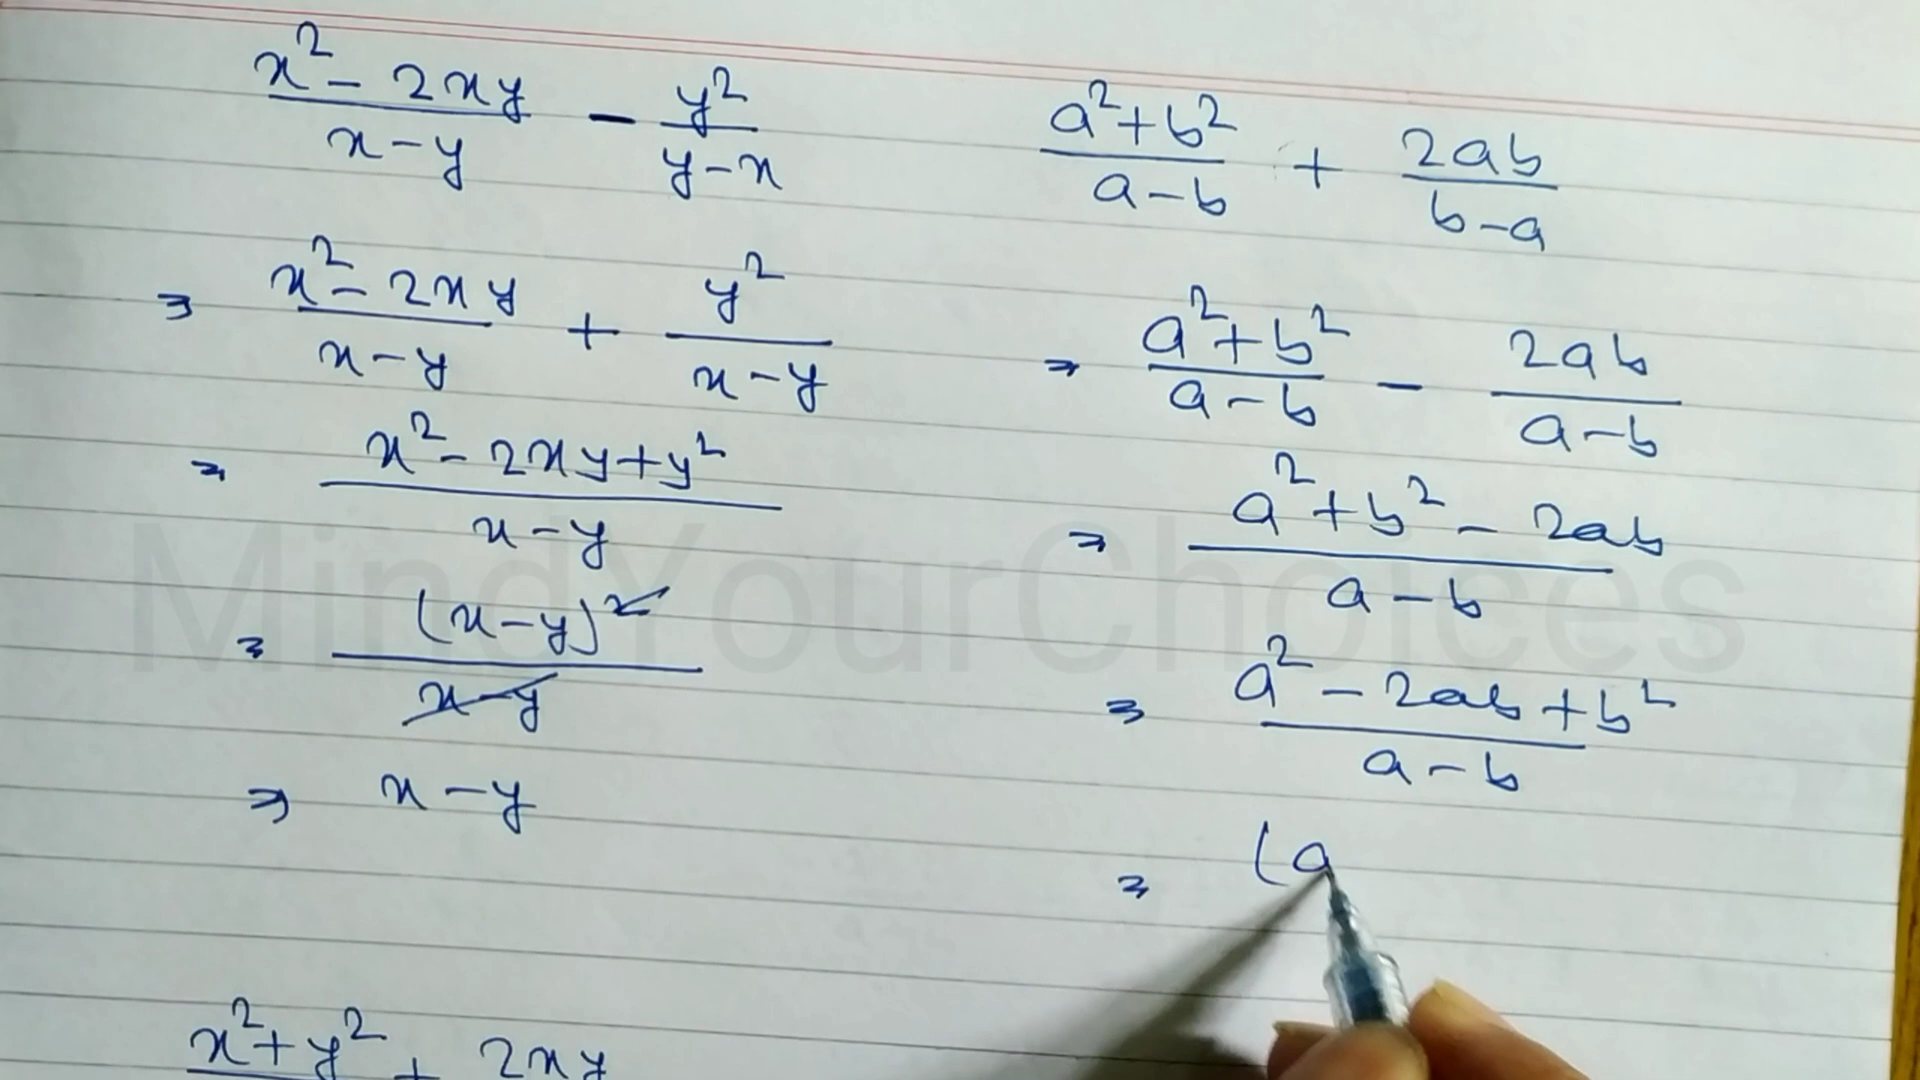 x² - 2xy / x - y - y² / y - x
⇒ x² - 2xy / x - y + y² / x - y
⇒ x² - 2xy + y² / x - y
⇒ (x - y)² / x - y
⇒ x - y
x² + y² + 2xy
a² + b² / a - b + 2ab / b - a
⇒ a² + b² / a - b - 2ab / a - b
⇒ a² + b² - 2ab / a - b
⇒ a² - 2ab + b² / a - b
⇒ (a
MindYourChoices